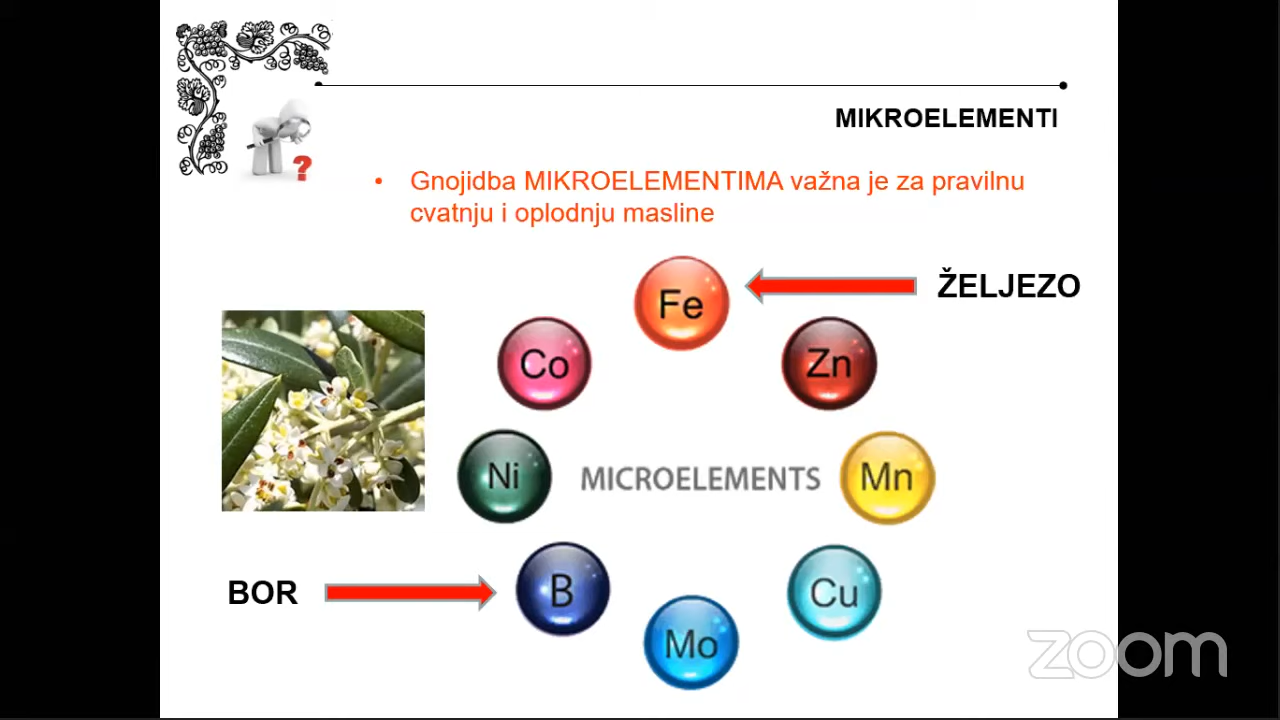 MIKROELEMENTI
• Gnojidba MIKROELEMENTIMA važna je za pravilnu
cvatnju i oplodnju masline
Fe
ŽELJEZO
Co
Zn
Ni
MICROELEMENTS
Mn
BOR
B
Cu
Mo
zoom
?